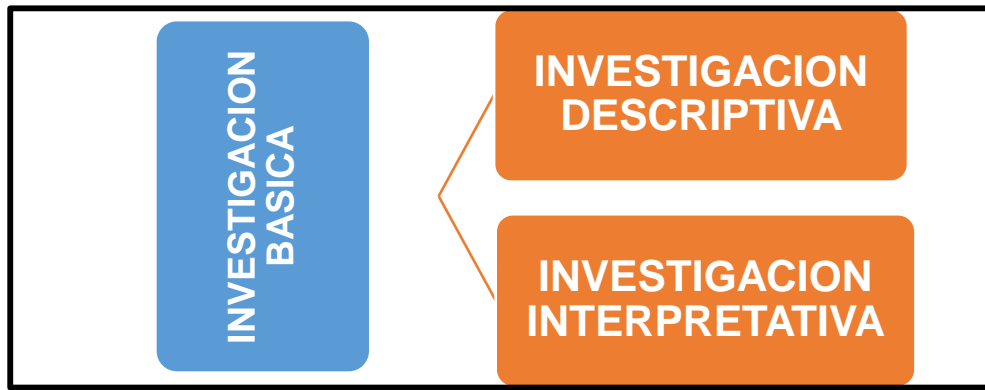 INVESTIGACION
BASICA
INVESTIGACION
DESCRIPTIVA
INVESTIGACION
INTERPRETATIVA